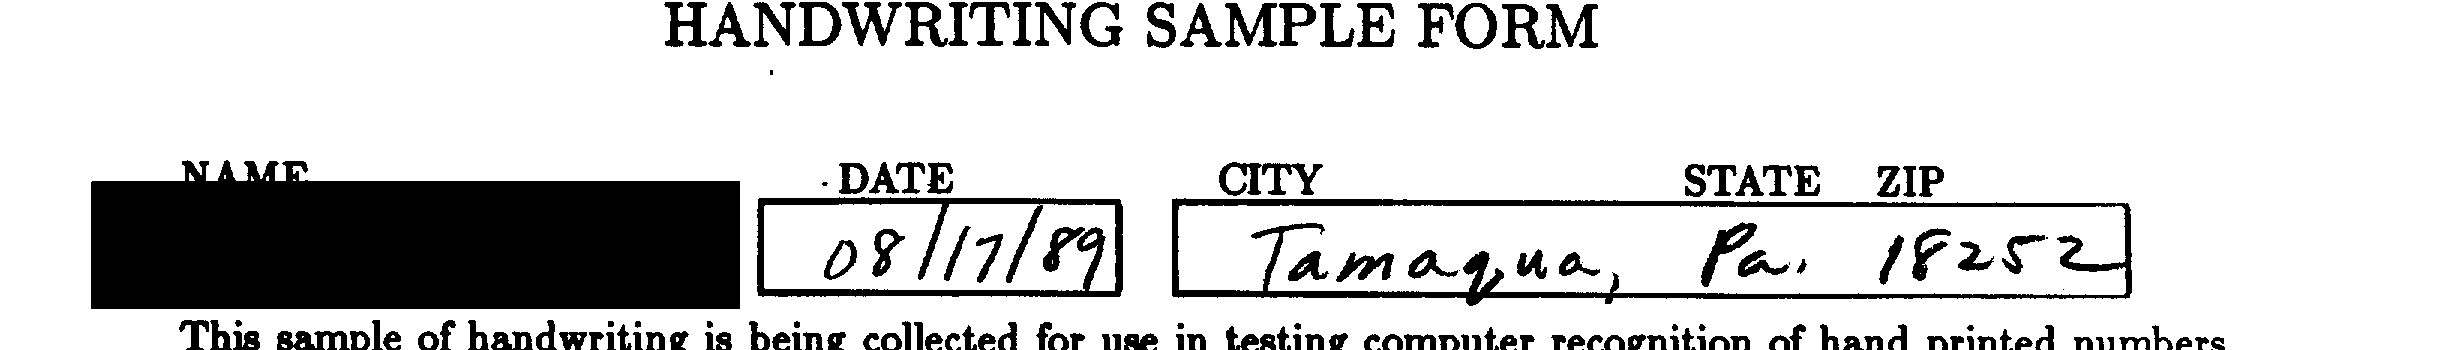 HANDWRITING SAMPLE FORM
NAME DATE CITY STATE ZIP
08/17/89 Tamaqua, Pa. 18252
This sample of handwriting is being collected for use in testing computer recognition of hand printed numbers